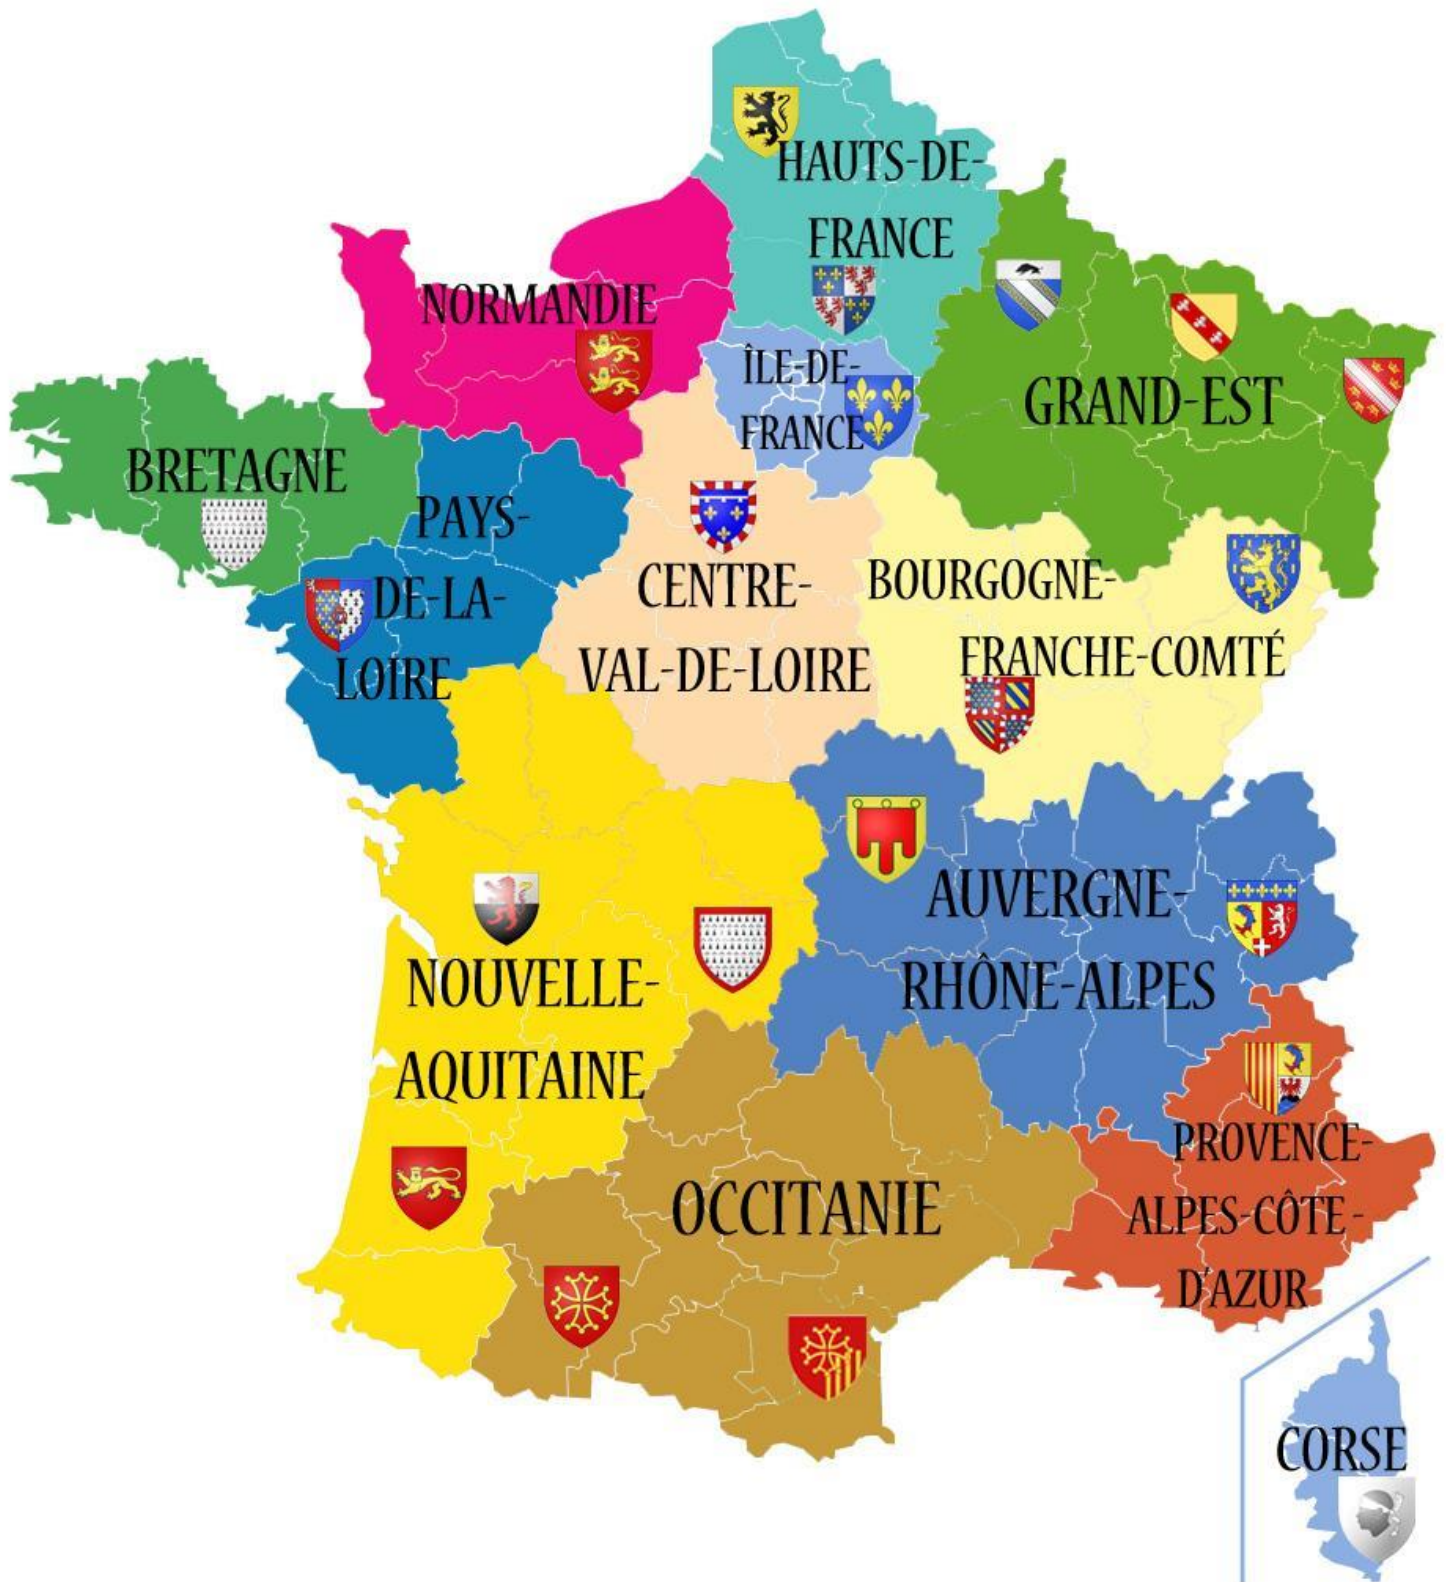 HAUTS-DE-
FRANCE
NORMANDIE
ÎLE-DE-
FRANCE
GRAND-EST
BRETAGNE
PAYS-
DE-LA-
LOIRE
CENTRE-
VAL-DE-LOIRE
BOURGOGNE-
FRANCHE-COMTÉ
NOUVELLE-
AQUITAINE
AUVERGNE-
RHÔNE-ALPES
OCCITANIE
PROVENCE-
ALPES-CÔTE-
D'AZUR
CORSE